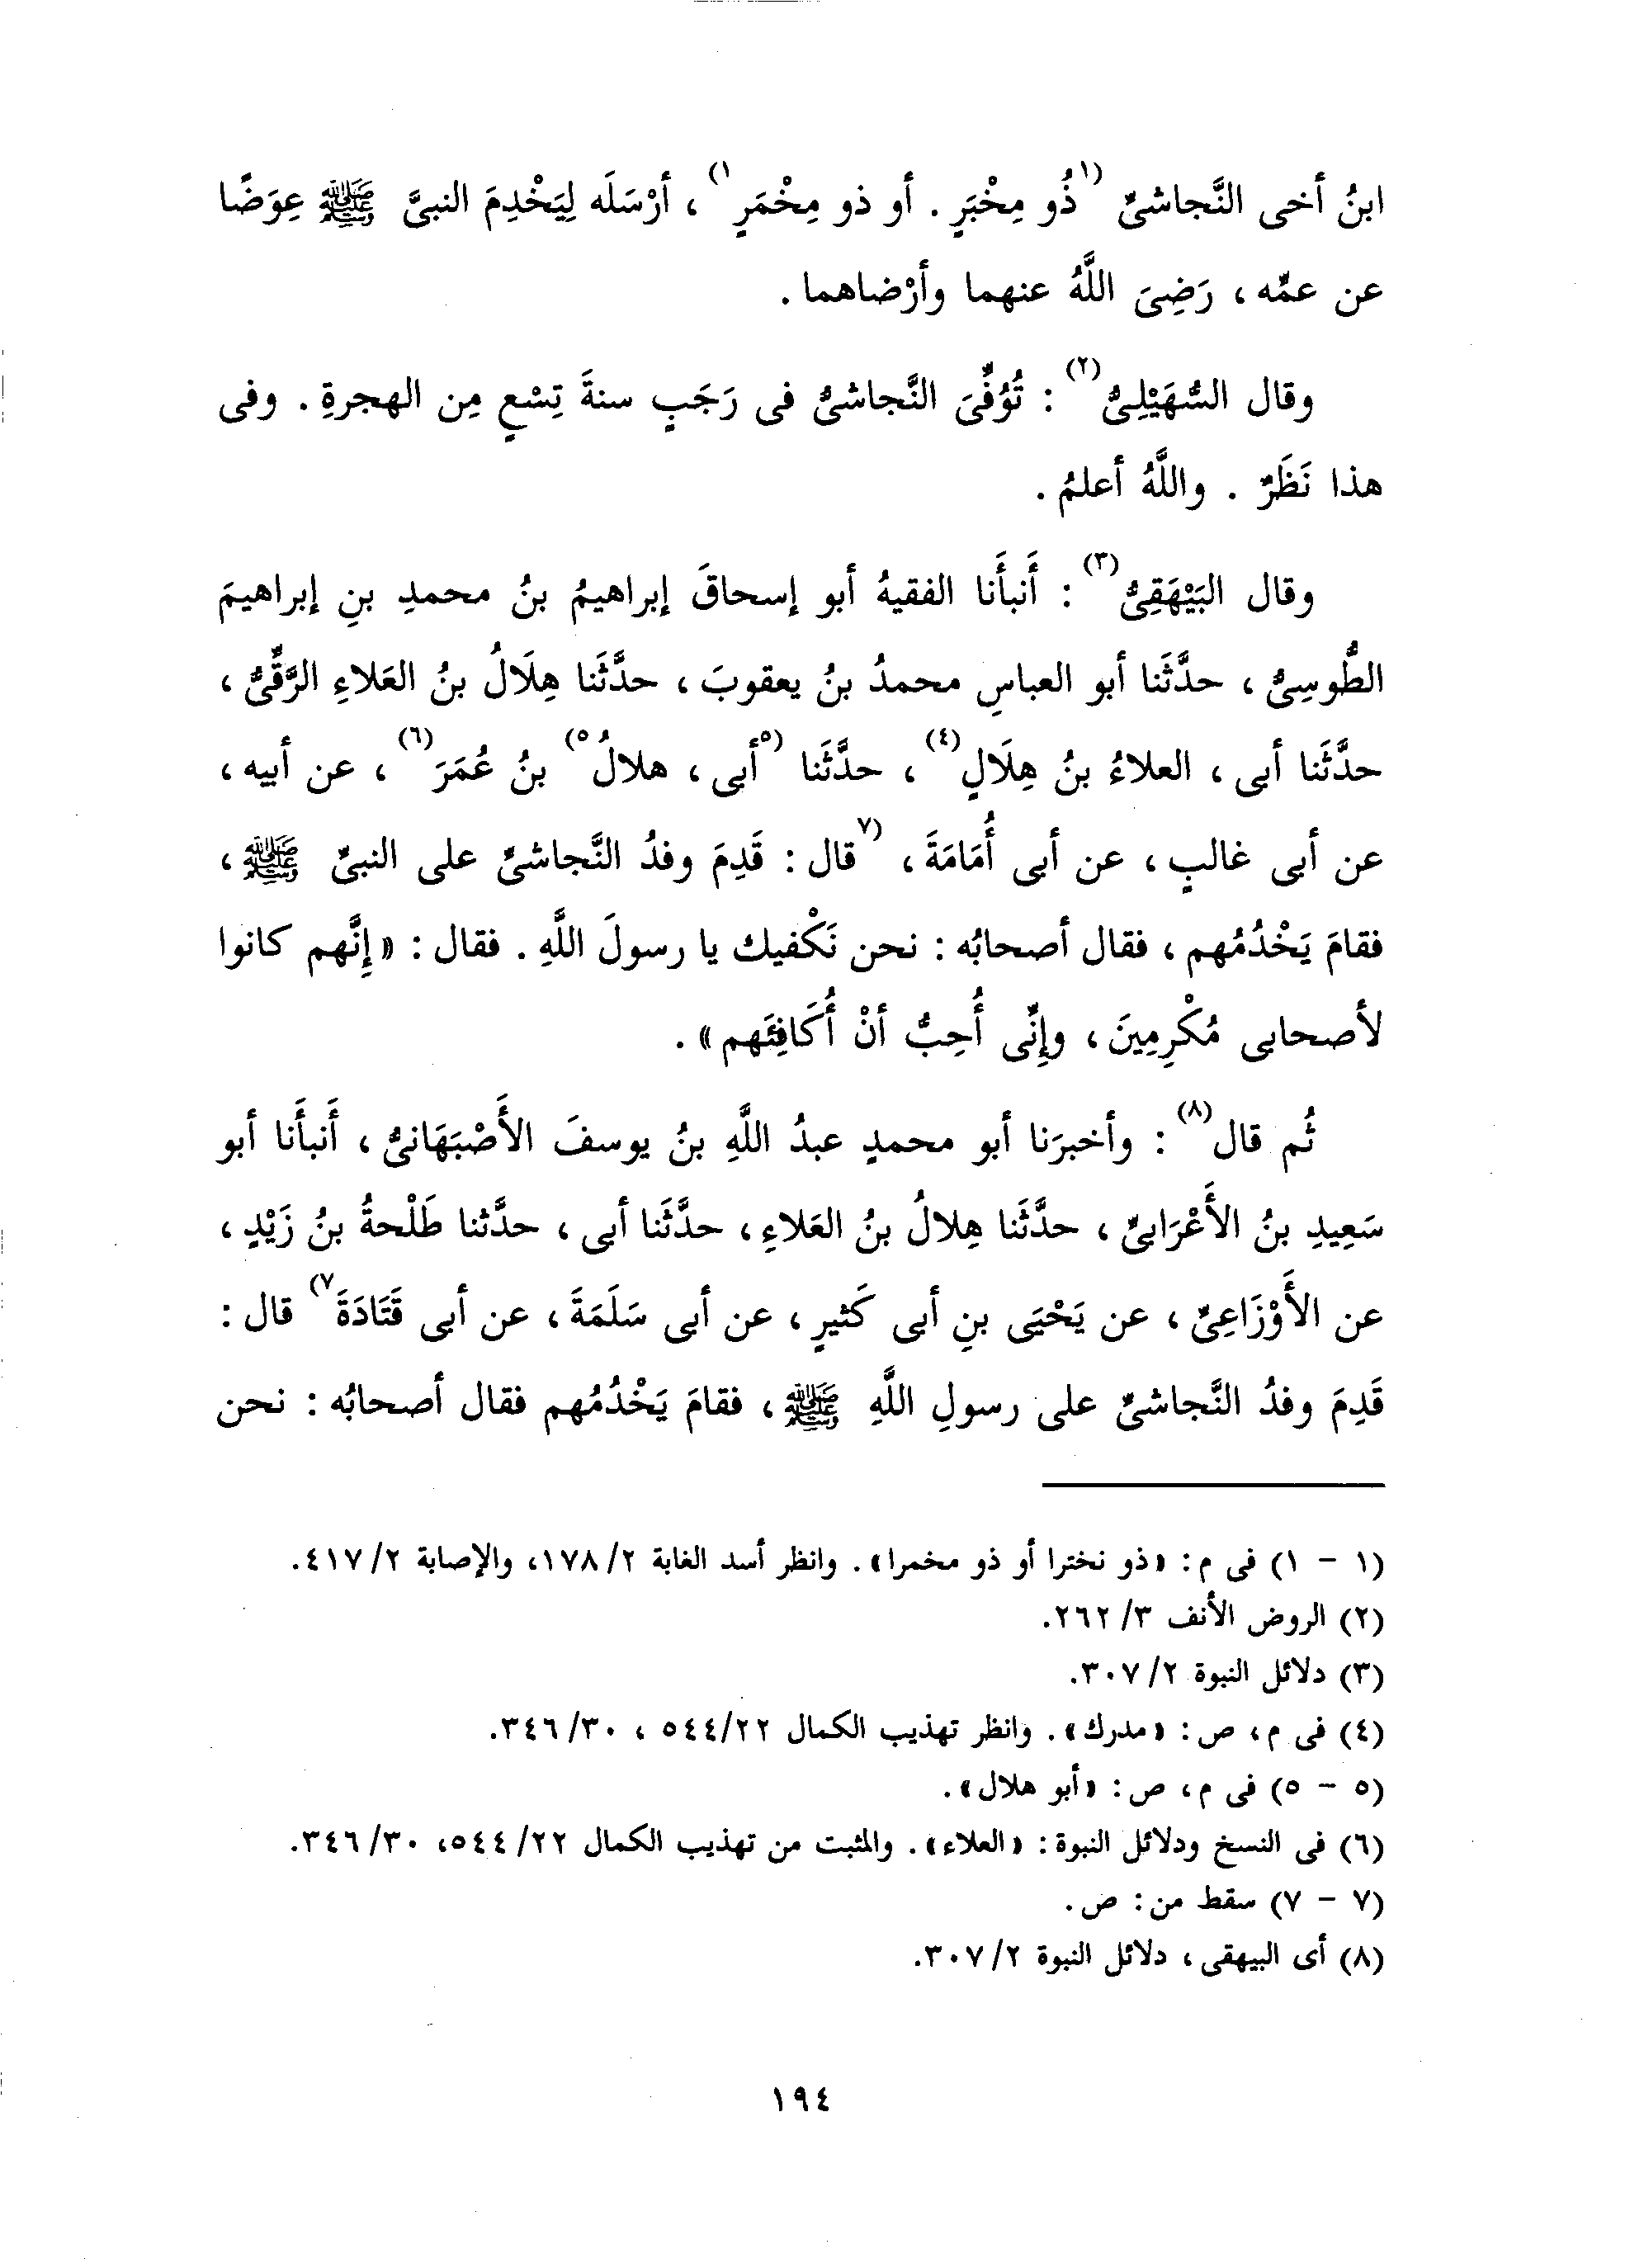 ابنُ أخى النَّجاشىِّ (١ذُو مِخْبَرٍ . أو ذو مِخْمَرٍ ١) ، أرْسَلَه لِيَخْدِمَ النبىَّ ﷺ عِوَضًا
عن عمِّه ، رَضِىَ اللَّهُ عنهما وأرْضاهما .
وقال السُّهَيْلِىُّ (٢) : تُوُفِّىَ النَّجاشىُّ فى رَجَبٍ سنةَ تِسْعٍ مِن الهجرةِ . وفى
هذا نَظَرٌ . واللَّهُ أعلمُ .
وقال البَيْهَقِىُّ (٣) : أَنبأَنا الفقيهُ أبو إسحاقَ إبراهيمُ بنُ محمدِ بنِ إبراهيمَ
الطُّوسِىُّ ، حدَّثَنا أبو العباسِ محمدُ بنُ يعقوبَ ، حدَّثَنا هِلَالُ بنُ العَلاءِ الرَّقِّىُّ ،
حدَّثَنا أبى ، العلاءُ بنُ هِلَالٍ (٤) ، حدَّثَنا (٥أبى ، هلالُ ٥) بنُ عُمَرَ (٦) ، عن أبيه ،
عن أبى غالبٍ ، عن أبى أُمَامَةَ ، (٧قال : قَدِمَ وفدُ النَّجاشىِّ على النبىِّ ﷺ ،
فقامَ يَخْدُمُهم ، فقال أصحابُه : نحن نَكْفيك يا رسولَ اللَّهِ . فقال : « إِنَّهم كانوا
لأصحابى مُكْرِمِينَ ، وإِنِّى أُحِبُّ أنْ أُكَافِئَهم » .
ثُم قال (٨) : وأخبرَنا أبو محمدٍ عبدُ اللَّهِ بنُ يوسفَ الأَصْبَهَانىُّ ، أَنبأَنا أبو
سَعِيدِ بنُ الأَعْرَابىِّ ، حدَّثَنا هِلالُ بنُ العَلاءِ ، حدَّثَنا أبى ، حدَّثنا طَلْحةُ بنُ زَيْدٍ ،
عن الأَوْزَاعِىِّ ، عن يَحْيَى بنِ أبى كَثيرٍ ، عن أبى سَلَمَةَ ، عن أبى قَتَادَةَ ٧) قال :
قَدِمَ وفدُ النَّجاشىِّ على رسولِ اللَّهِ ﷺ ، فقامَ يَخْدُمُهم فقال أصحابُه : نحن
(١ - ١) فى م : «ذو نخترا أو ذو مخمرا» . وانظر أسد الغابة ٢/ ١٧٨، والإصابة ٢/ ٤١٧.
(٢) الروض الأنف ٣/ ٢٦٢.
(٣) دلائل النبوة ٢/ ٣٠٧.
(٤) فى م، ص : «مدرك» . وانظر تهذيب الكمال ٢٢/ ٥٤٤ ، ٣٠/ ٣٤٦.
(٥ - ٥) فى م، ص : «أبو هلال» .
(٦) فى النسخ ودلائل النبوة : «العلاء» . والمثبت من تهذيب الكمال ٢٢/ ٥٤٤، ٣٠/ ٣٤٦.
(٧ - ٧) سقط من : ص .
(٨) أى البيهقى ، دلائل النبوة ٢/ ٣٠٧.
١٩٤